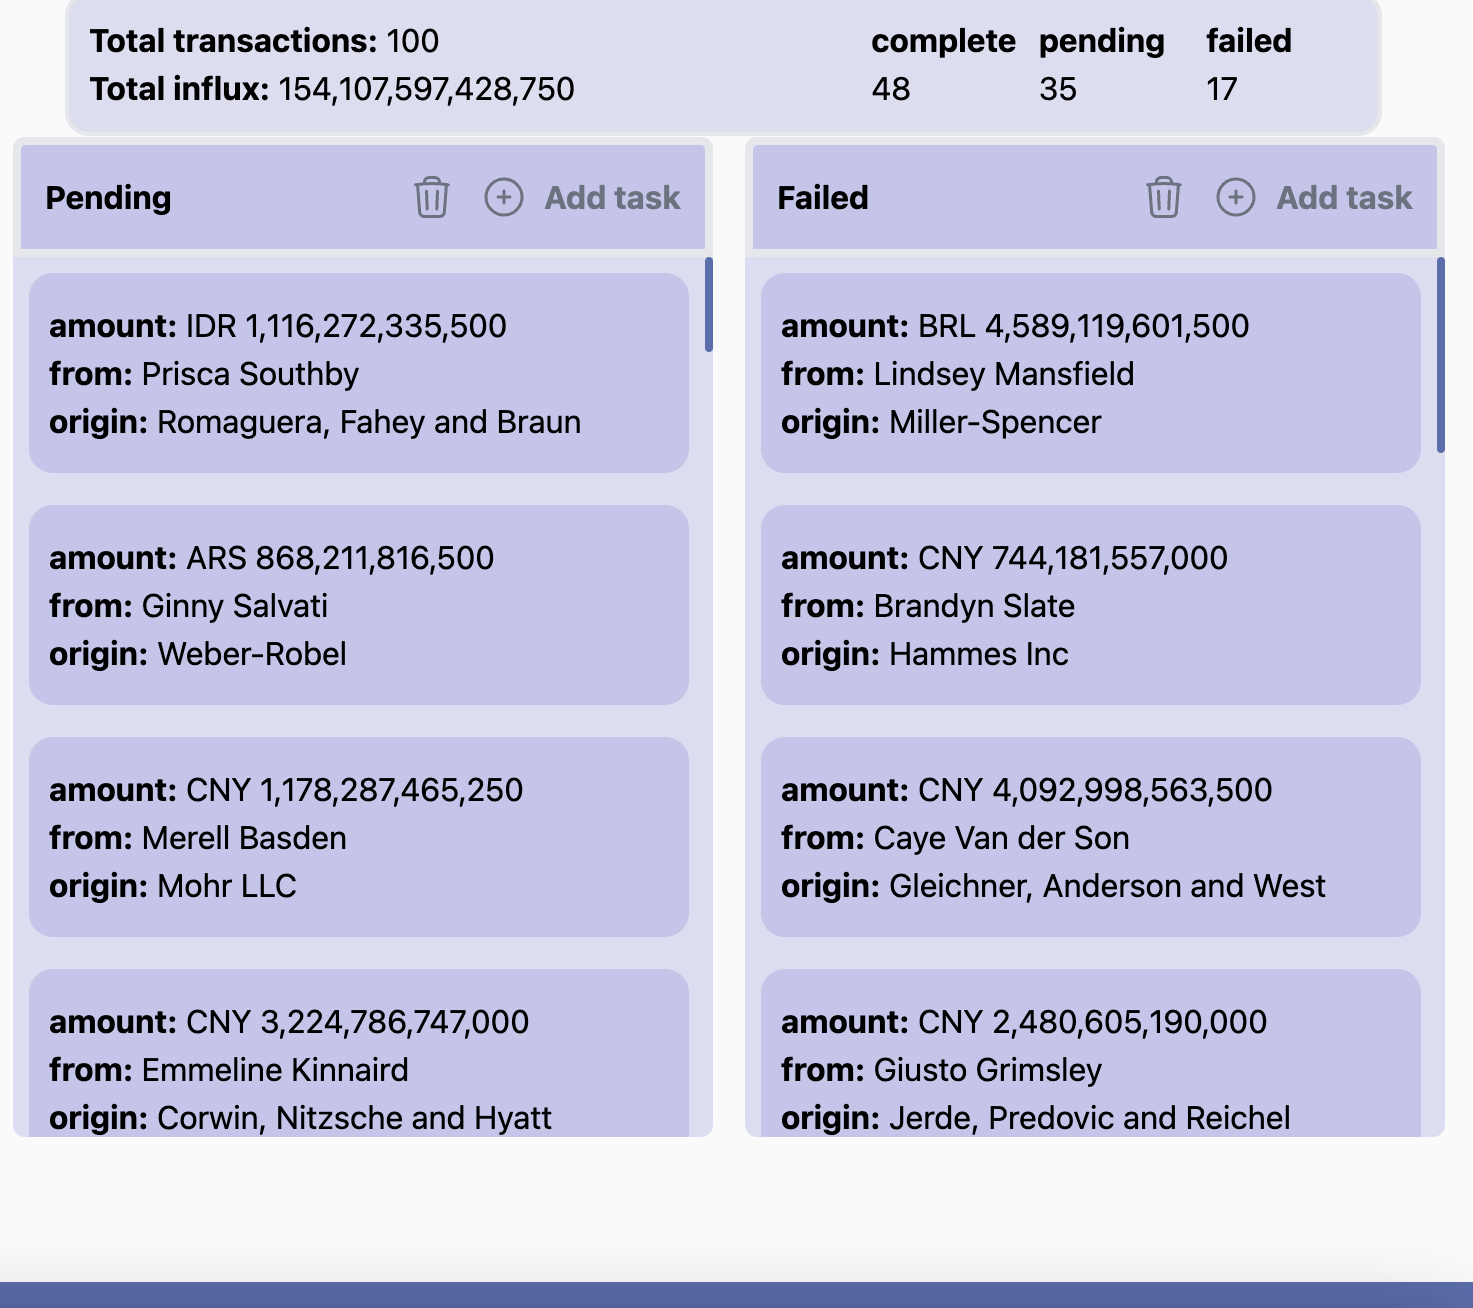 Total transactions: 100
Total influx: 154,107,597,428,750
complete pending failed
48 35 17
Pending
Add task
amount: IDR 1,116,272,335,500
from: Prisca Southby
origin: Romaguera, Fahey and Braun
amount: ARS 868,211,816,500
from: Ginny Salvati
origin: Weber-Robel
amount: CNY 1,178,287,465,250
from: Merell Basden
origin: Mohr LLC
amount: CNY 3,224,786,747,000
from: Emmeline Kinnaird
origin: Corwin, Nitzsche and Hyatt
Failed
Add task
amount: BRL 4,589,119,601,500
from: Lindsey Mansfield
origin: Miller-Spencer
amount: CNY 744,181,557,000
from: Brandyn Slate
origin: Hammes Inc
amount: CNY 4,092,998,563,500
from: Caye Van der Son
origin: Gleichner, Anderson and West
amount: CNY 2,480,605,190,000
from: Giusto Grimsley
origin: Jerde, Predovic and Reichel